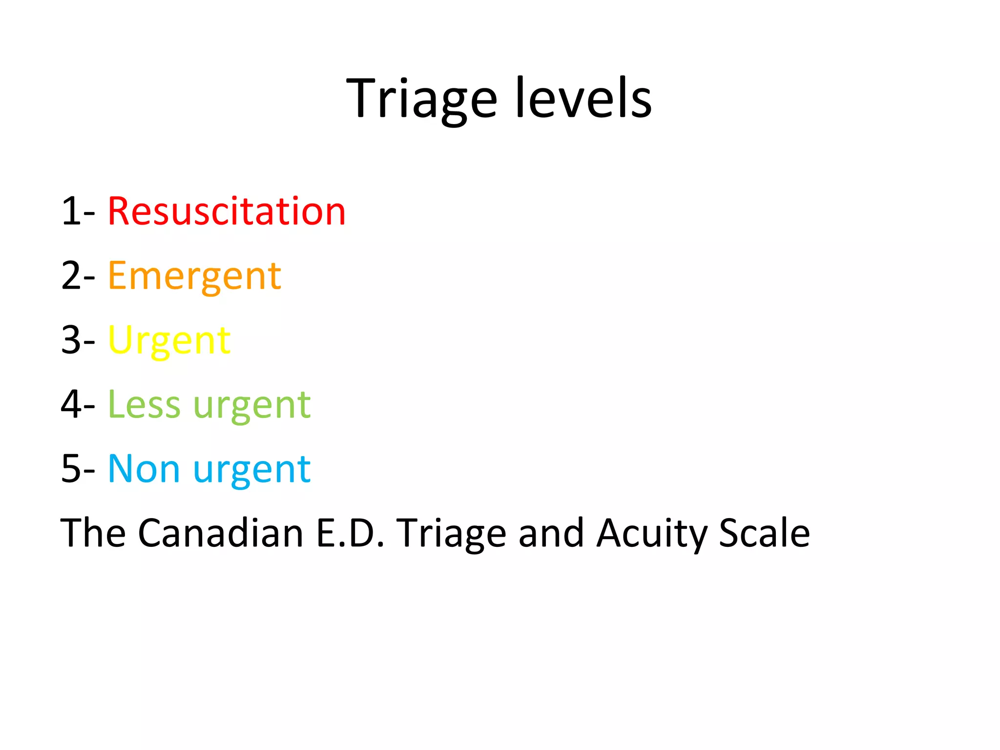 Triage levels
1- Resuscitation
2- Emergent
3- Urgent
4- Less urgent
5- Non urgent
The Canadian E.D. Triage and Acuity Scale